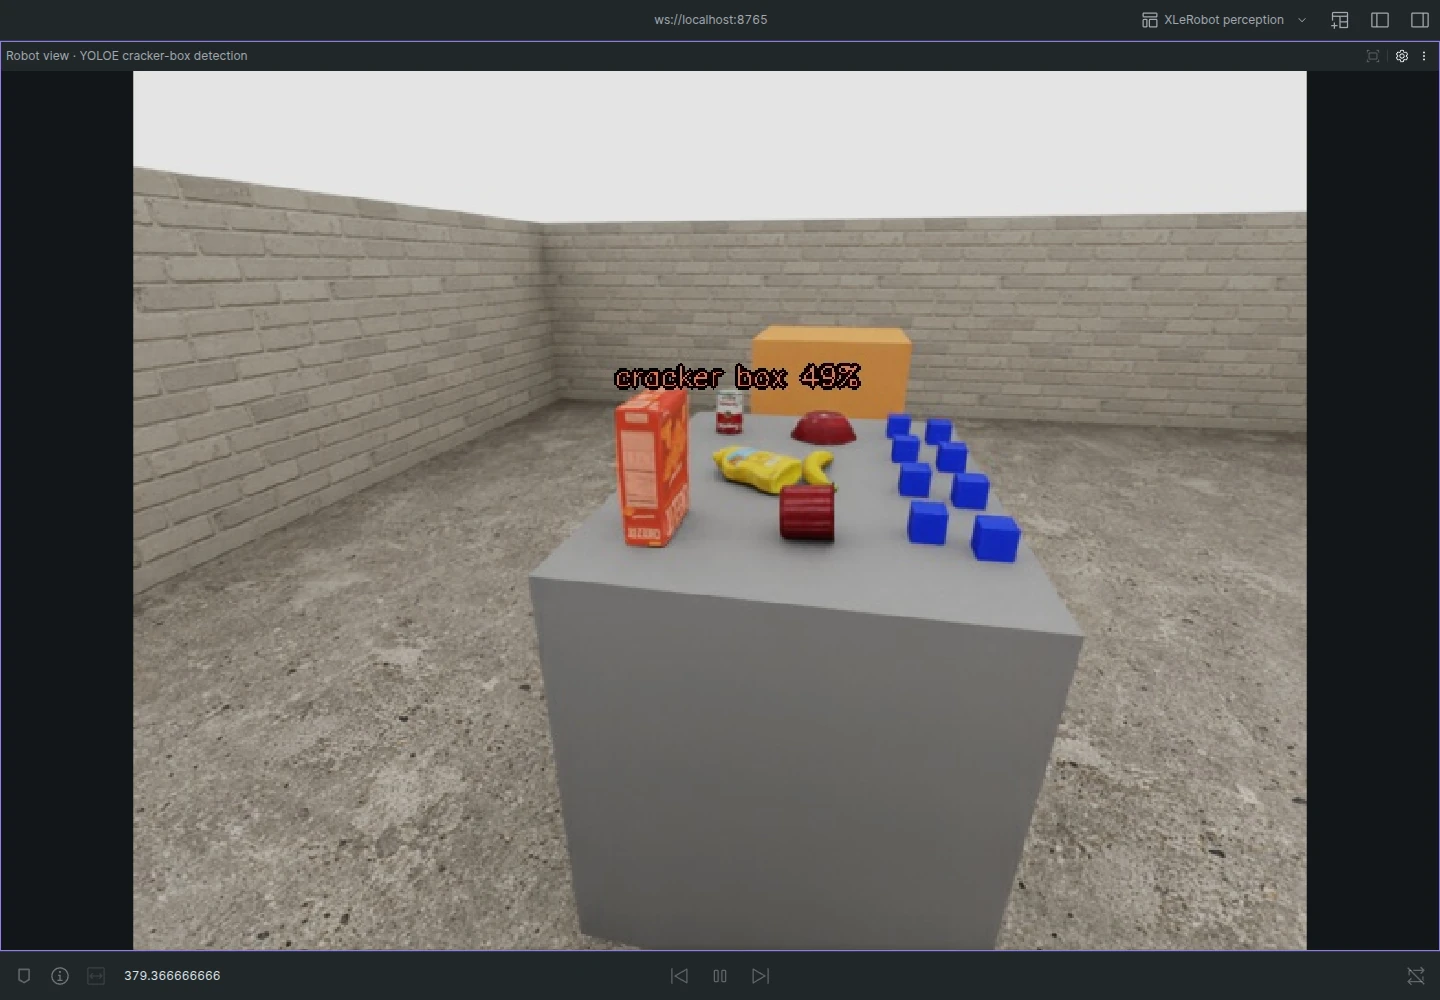 ws://localhost:8765
XLeRobot perception
Robot view · YOLOE cracker-box detection
cracker box 49%
379.366666666